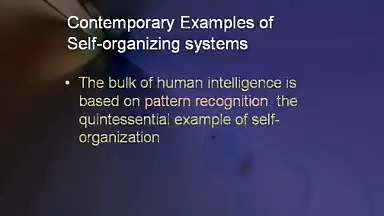 Contemporary Examples of
Self-organizing systems
• The bulk of human intelligence is
based on pattern recognition: the
quintessential example of self-
organization